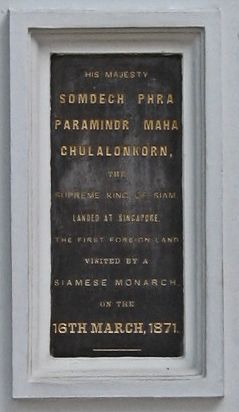 HIS MAJESTY
SOMDECH PHRA
PARAMINDR MAHA
CHULALONKORN,
THE
SUPREME KING OF SIAM,
LANDED AT SINGAPORE,
THE FIRST FOREIGN LAND
VISITED BY A
SIAMESE MONARCH,
ON THE
16TH MARCH, 1871.